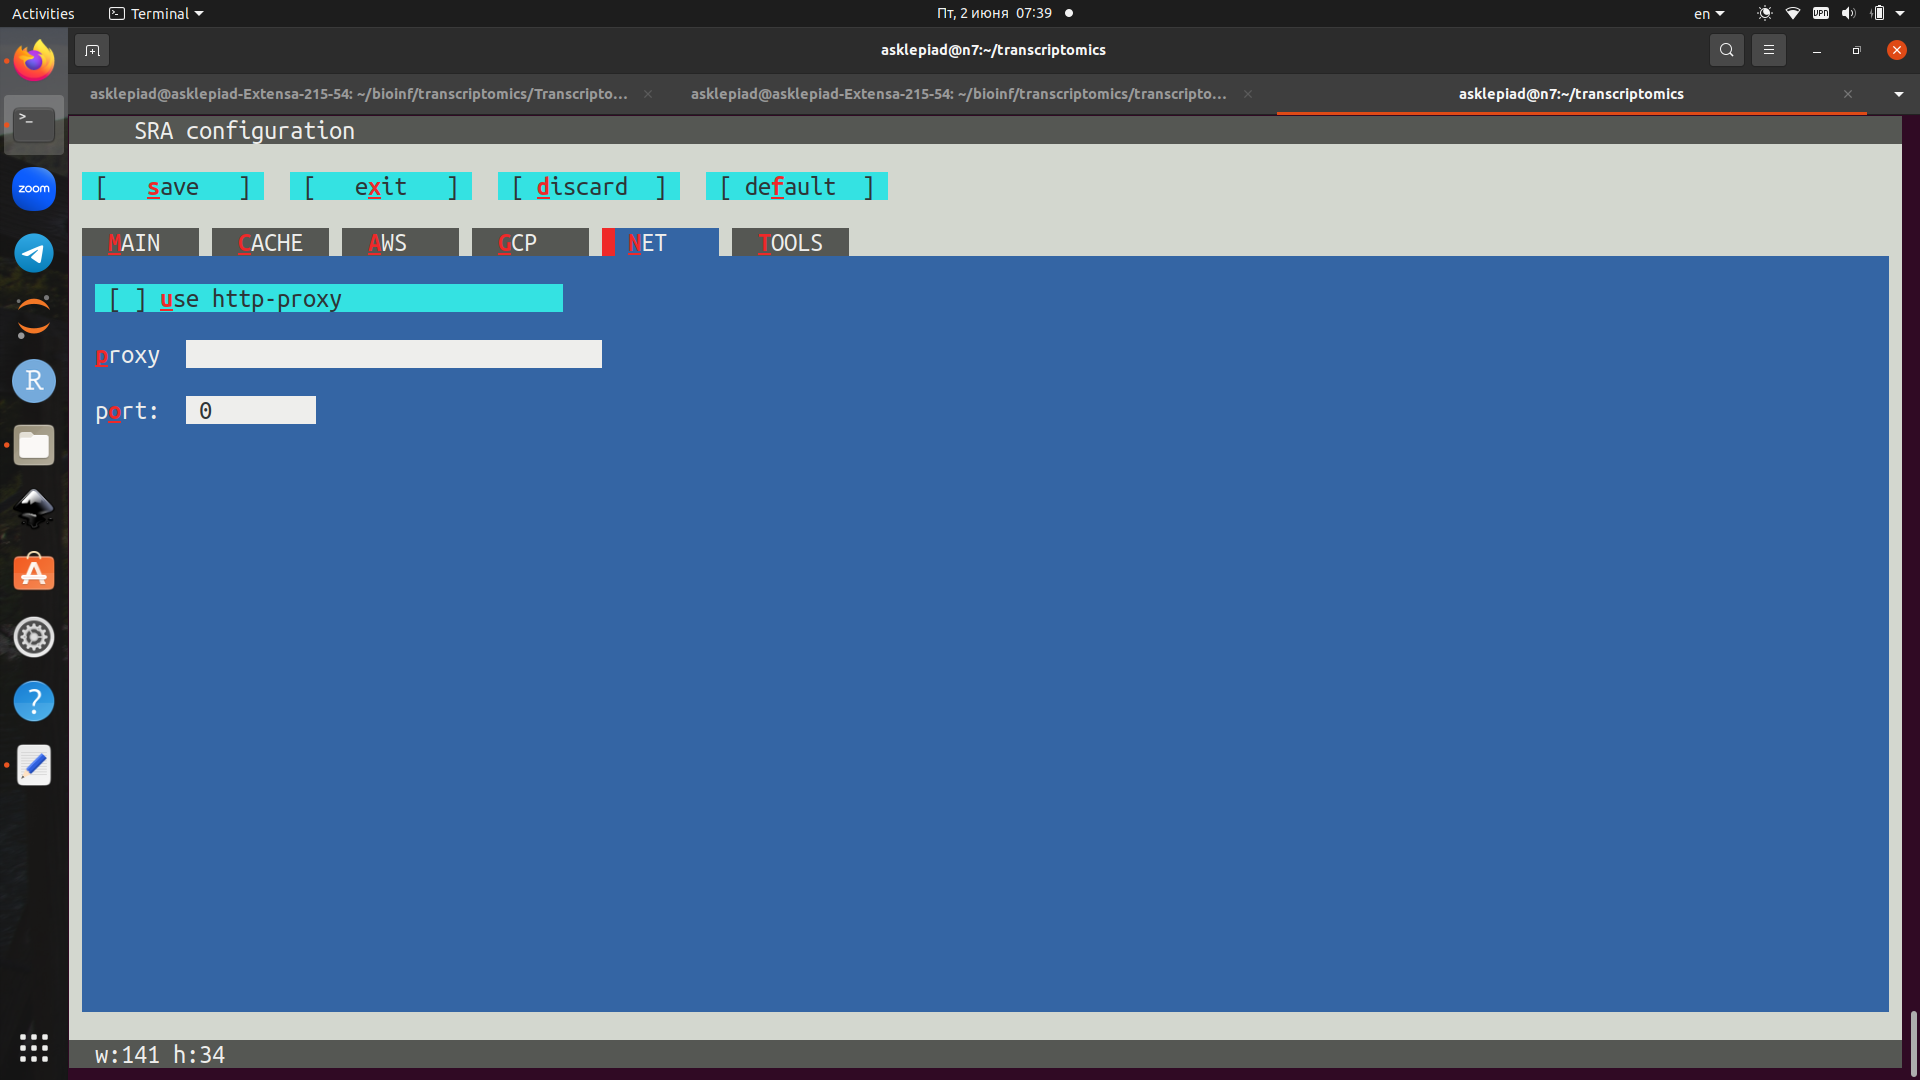 Activities Terminal Пт, 2 июня 07:39 en VPN
asklepiad@n7:~/transcriptomics
asklepiad@asklepiad-Extensa-215-54: ~/bioinf/transcriptomics/Transcripto... asklepiad@asklepiad-Extensa-215-54: ~/bioinf/transcriptomics/transcripto... asklepiad@n7:~/transcriptomics
SRA configuration
[ save ] [ exit ] [ discard ] [ default ]
MAIN CACHE AWS GCP NET TOOLS
[ ] use http-proxy
proxy
port: 0
zoom
R
w:141 h:34